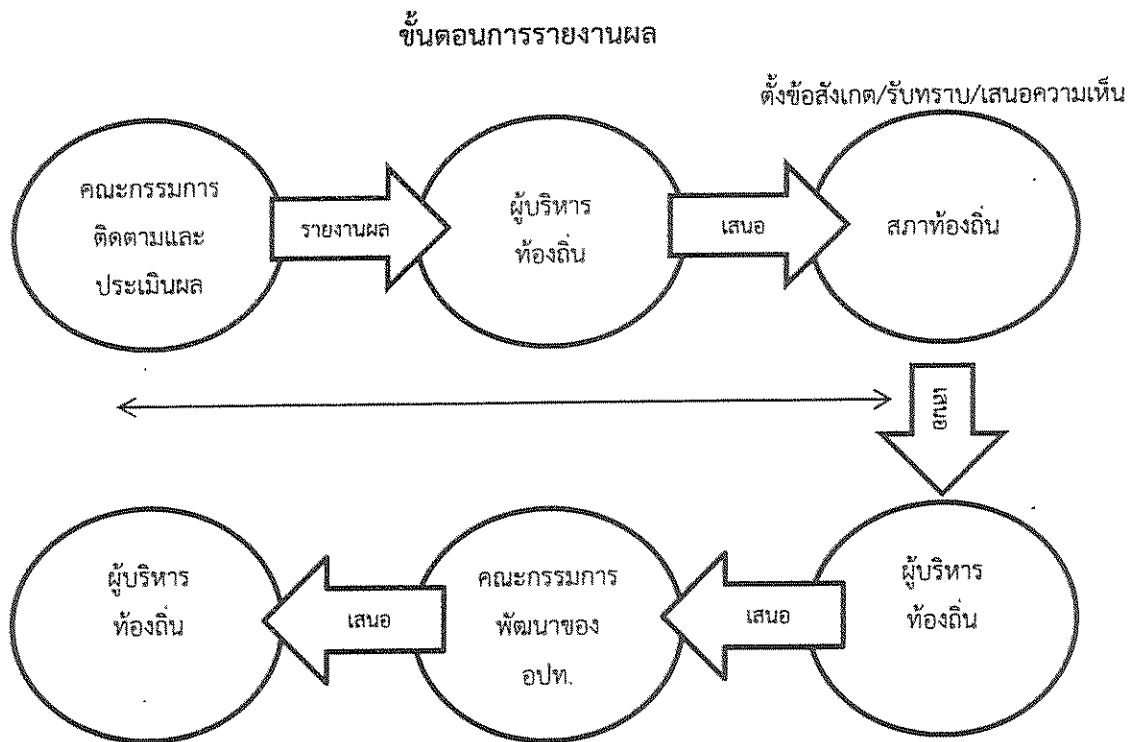 ขั้นตอนการรายงานผล
ตั้งข้อสังเกต/รับทราบ/เสนอความเห็น
คณะกรรมการ
ติดตามและ
ประเมินผล
รายงานผล
ผู้บริหาร
ท้องถิ่น
เสนอ
สภาท้องถิ่น
เสนอ
ผู้บริหาร
ท้องถิ่น
เสนอ
คณะกรรมการ
พัฒนาของ
อปท.
เสนอ
ผู้บริหาร
ท้องถิ่น